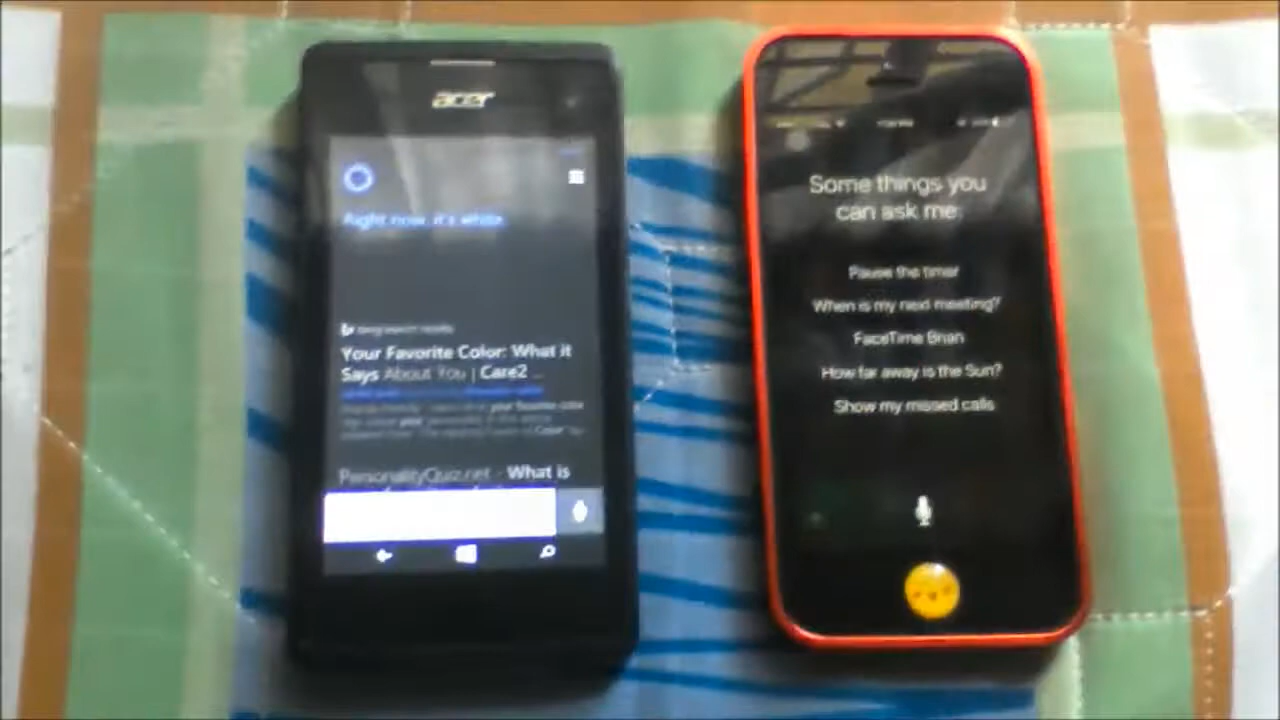 acer
Right now, it's white.
Your Favorite Color: What it
Says About You | Care2 ...
PersonalityQuiz.net - What is
Some things you
can ask me:
Pause the timer
When is my next meeting?
FaceTime Brian
How far away is the Sun?
Show my missed calls